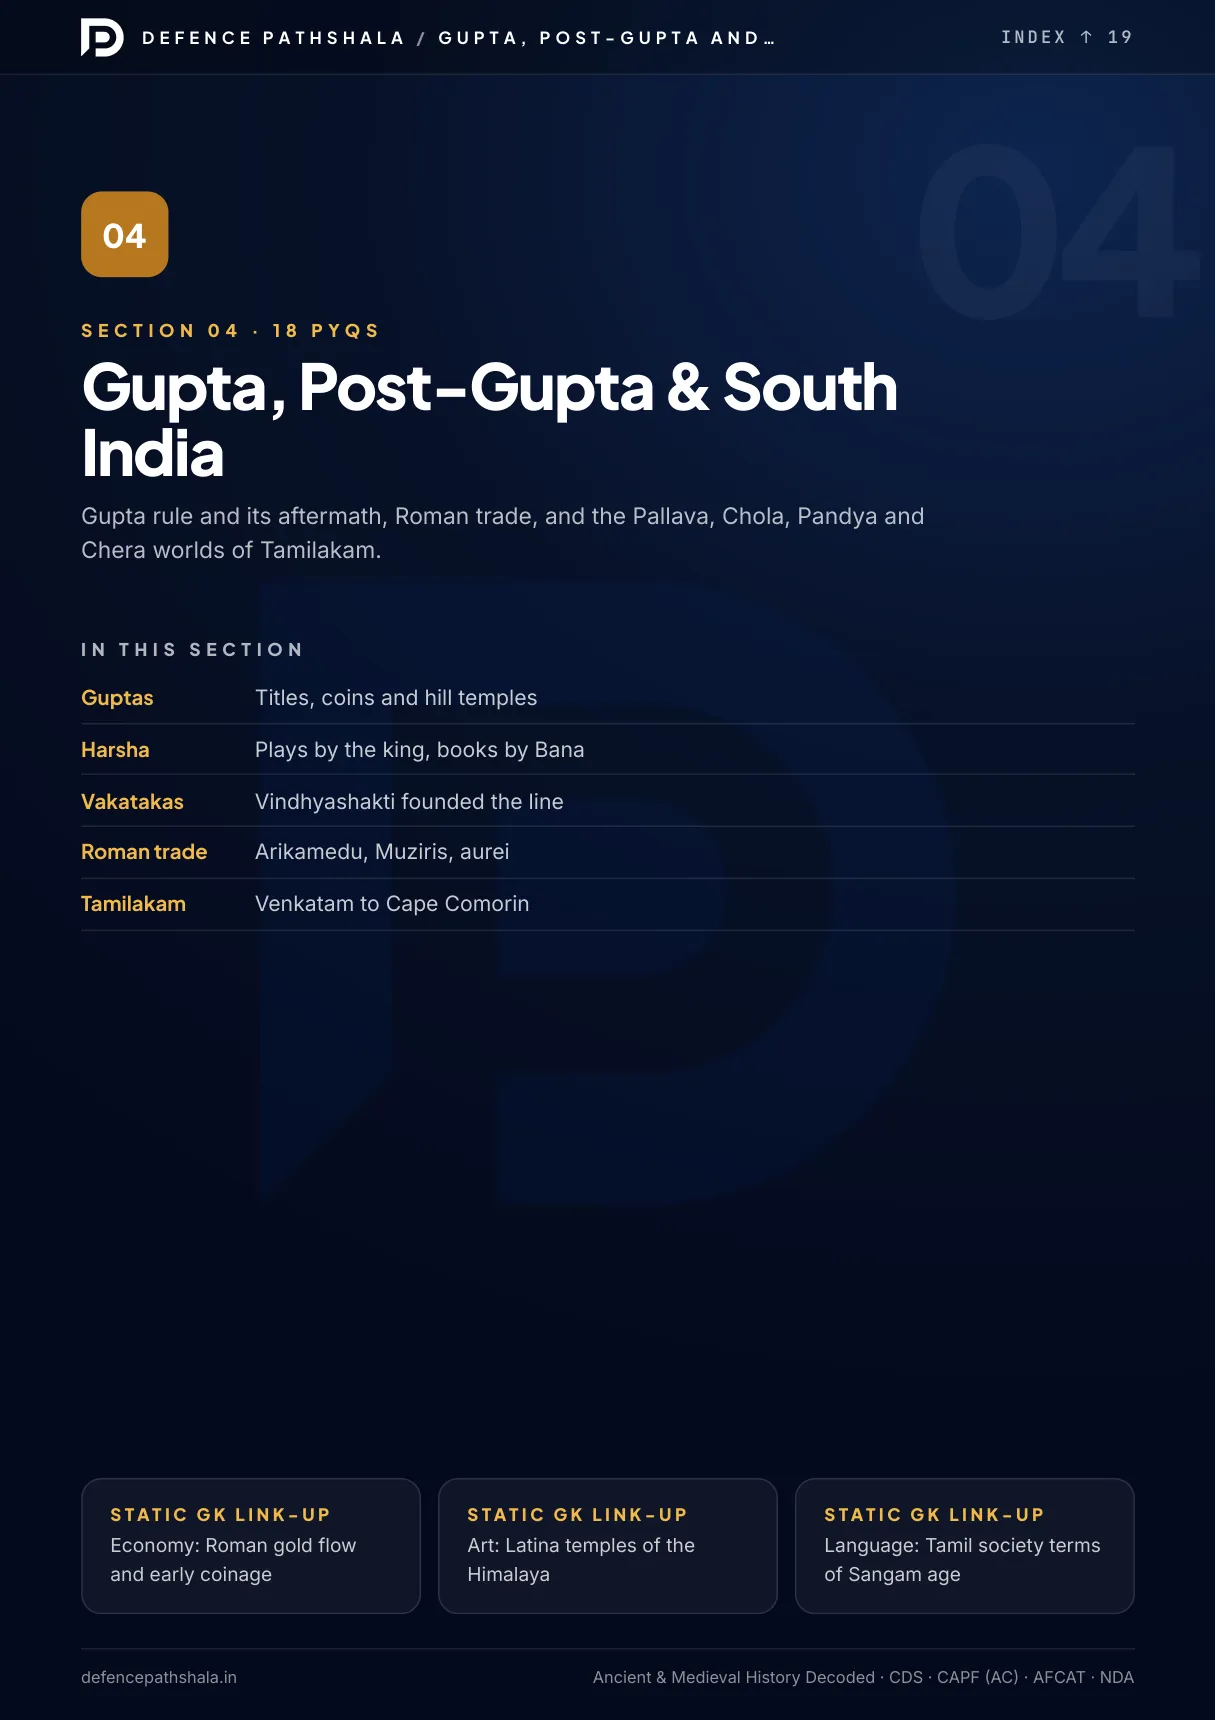 DEFENCE PATHSHALA / GUPTA, POST-GUPTA AND…
INDEX ↑ 19
04
04
SECTION 04 · 18 PYQS
Gupta, Post-Gupta & South
India
Gupta rule and its aftermath, Roman trade, and the Pallava, Chola, Pandya and
Chera worlds of Tamilakam.
IN THIS SECTION
Guptas Titles, coins and hill temples
Harsha Plays by the king, books by Bana
Vakatakas Vindhyashakti founded the line
Roman trade Arikamedu, Muziris, aurei
Tamilakam Venkatam to Cape Comorin
STATIC GK LINK-UP
Economy: Roman gold flow
and early coinage
STATIC GK LINK-UP
Art: Latina temples of the
Himalaya
STATIC GK LINK-UP
Language: Tamil society terms
of Sangam age
defencepathshala.in
Ancient & Medieval History Decoded · CDS · CAPF (AC) · AFCAT · NDA